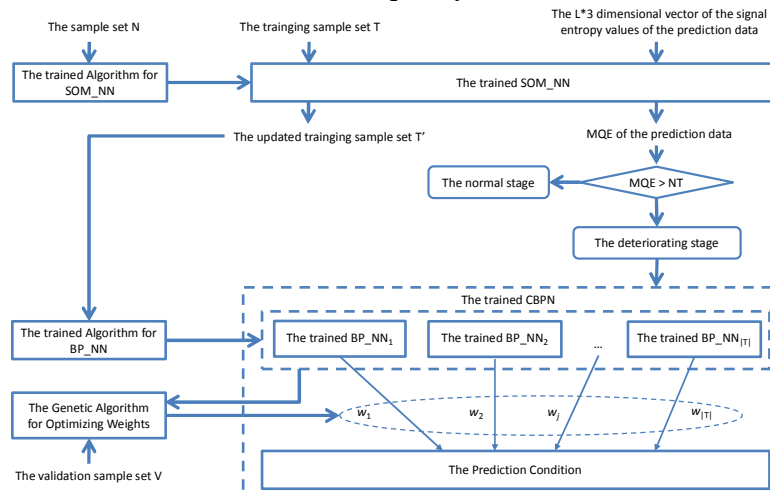 The sample set N
The trainging sample set T
The L*3 dimensional vector of the signal
entropy values of the prediction data
The trained Algorithm for
SOM_NN
The trained SOM_NN
The updated trainging sample set T'
MQE of the prediction data
The normal stage
MQE > NT
The deteriorating stage
The trained CBPN
The trained Algorithm for
BP_NN
The trained BP_NN1
The trained BP_NN2
...
The trained BP_NN|T|
The Genetic Algorithm
for Optimizing Weights
w1
w2
wj
w|T|
The validation sample set V
The Prediction Condition